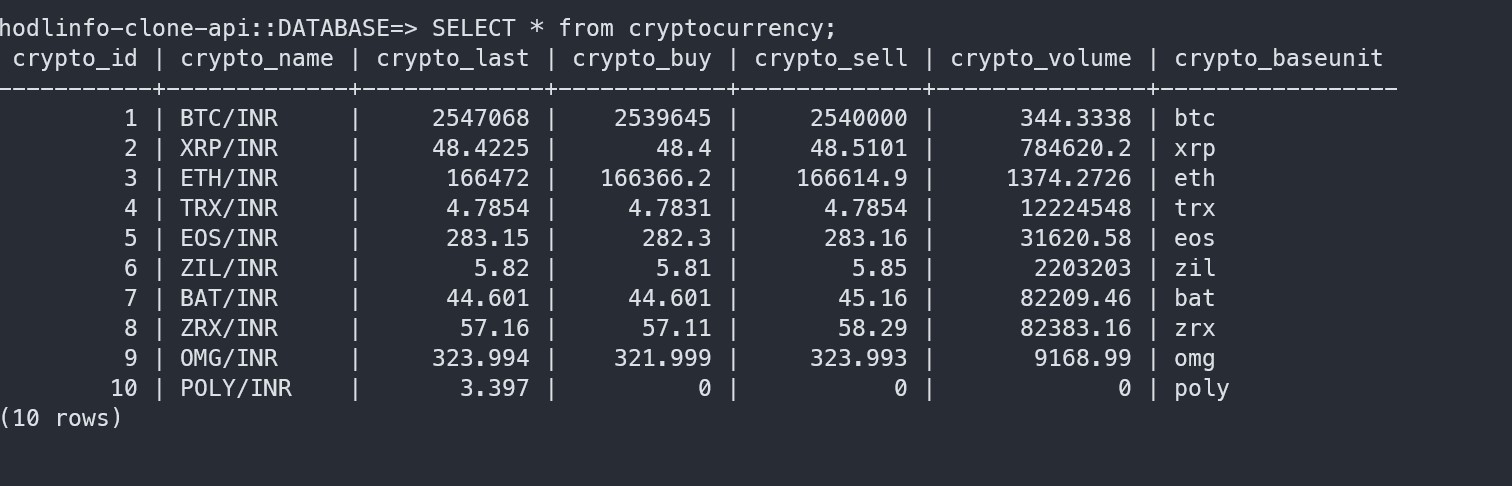 hodlinfo-clone-api::DATABASE=> SELECT * from cryptocurrency;
 crypto_id | crypto_name | crypto_last | crypto_buy | crypto_sell | crypto_volume | crypto_baseunit
-----------+-------------+-------------+------------+-------------+---------------+-----------------
         1 | BTC/INR     |     2547068 |    2539645 |     2540000 |      344.3338 | btc
         2 | XRP/INR     |     48.4225 |       48.4 |     48.5101 |      784620.2 | xrp
         3 | ETH/INR     |      166472 |   166366.2 |    166614.9 |     1374.2726 | eth
         4 | TRX/INR     |      4.7854 |     4.7831 |      4.7854 |      12224548 | trx
         5 | EOS/INR     |      283.15 |      282.3 |      283.16 |      31620.58 | eos
         6 | ZIL/INR     |        5.82 |       5.81 |        5.85 |       2203203 | zil
         7 | BAT/INR     |      44.601 |     44.601 |       45.16 |      82209.46 | bat
         8 | ZRX/INR     |       57.16 |      57.11 |       58.29 |      82383.16 | zrx
         9 | OMG/INR     |     323.994 |    321.999 |     323.993 |       9168.99 | omg
        10 | POLY/INR    |       3.397 |          0 |           0 |             0 | poly
(10 rows)